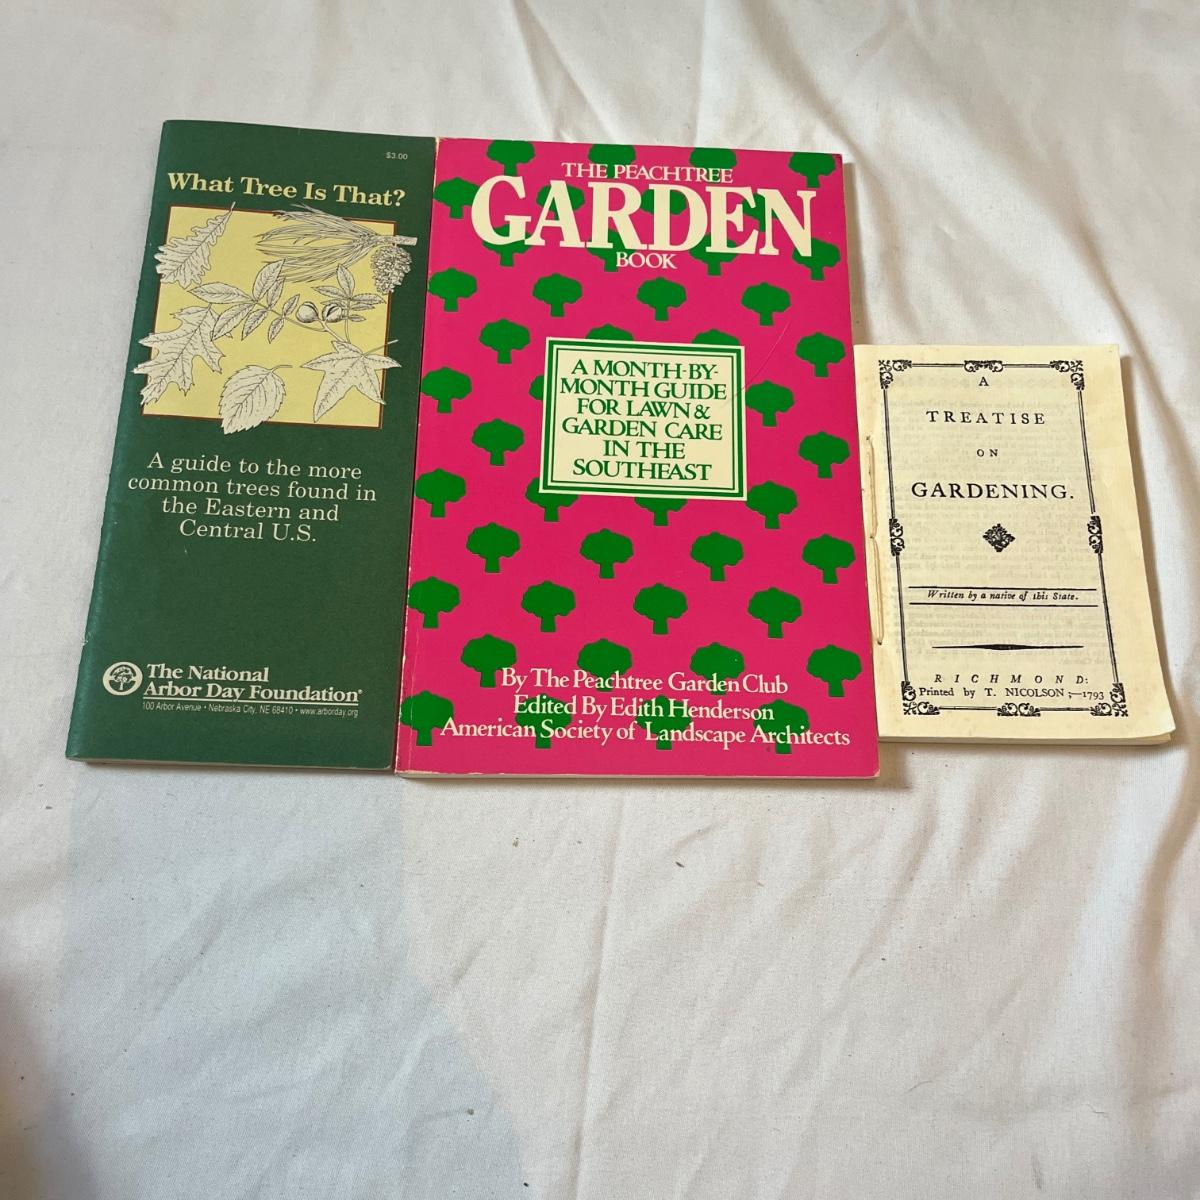 $3.00
What Tree Is That?
A guide to the more
common trees found in
the Eastern and
Central U.S.
The National
Arbor Day Foundation®
100 Arbor Avenue • Nebraska City, NE 68410 • www.arborday.org
THE PEACHTREE
GARDEN
BOOK
A MONTH-BY-
MONTH GUIDE
FOR LAWN &
GARDEN CARE
IN THE
SOUTHEAST
By The Peachtree Garden Club
Edited By Edith Henderson
American Society of Landscape Architects
A
TREATISE
ON
GARDENING.
Written by a native of this State.
RICHMOND:
Printed by T. NICOLSON ;—1793